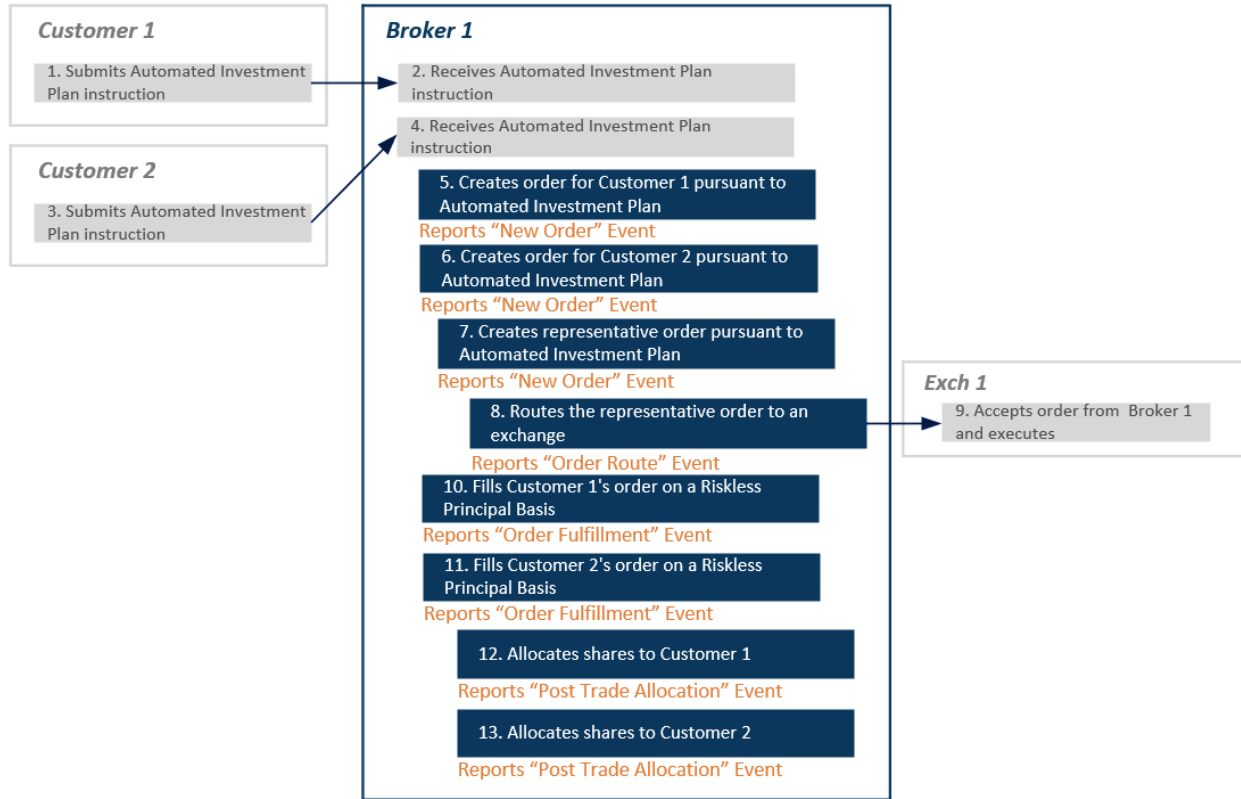 Customer 1
1. Submits Automated Investment
Plan instruction
Customer 2
3. Submits Automated Investment
Plan instruction
Broker 1
2. Receives Automated Investment Plan
instruction
4. Receives Automated Investment Plan
instruction
5. Creates order for Customer 1 pursuant to
Automated Investment Plan
Reports “New Order” Event
6. Creates order for Customer 2 pursuant to
Automated Investment Plan
Reports “New Order” Event
7. Creates representative order pursuant to
Automated Investment Plan
Reports “New Order” Event
8. Routes the representative order to an
exchange
Reports “Order Route” Event
Exch 1
9. Accepts order from Broker 1
and executes
10. Fills Customer 1's order on a Riskless
Principal Basis
Reports “Order Fulfillment” Event
11. Fills Customer 2's order on a Riskless
Principal Basis
Reports “Order Fulfillment” Event
12. Allocates shares to Customer 1
Reports “Post Trade Allocation” Event
13. Allocates shares to Customer 2
Reports “Post Trade Allocation” Event